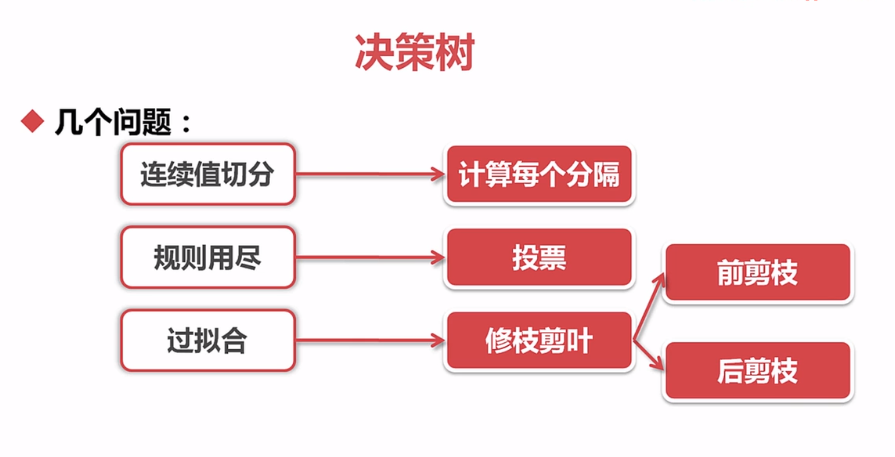 决策树
几个问题：
连续值切分
计算每个分隔
规则用尽
投票
过拟合
修枝剪叶
前剪枝
后剪枝